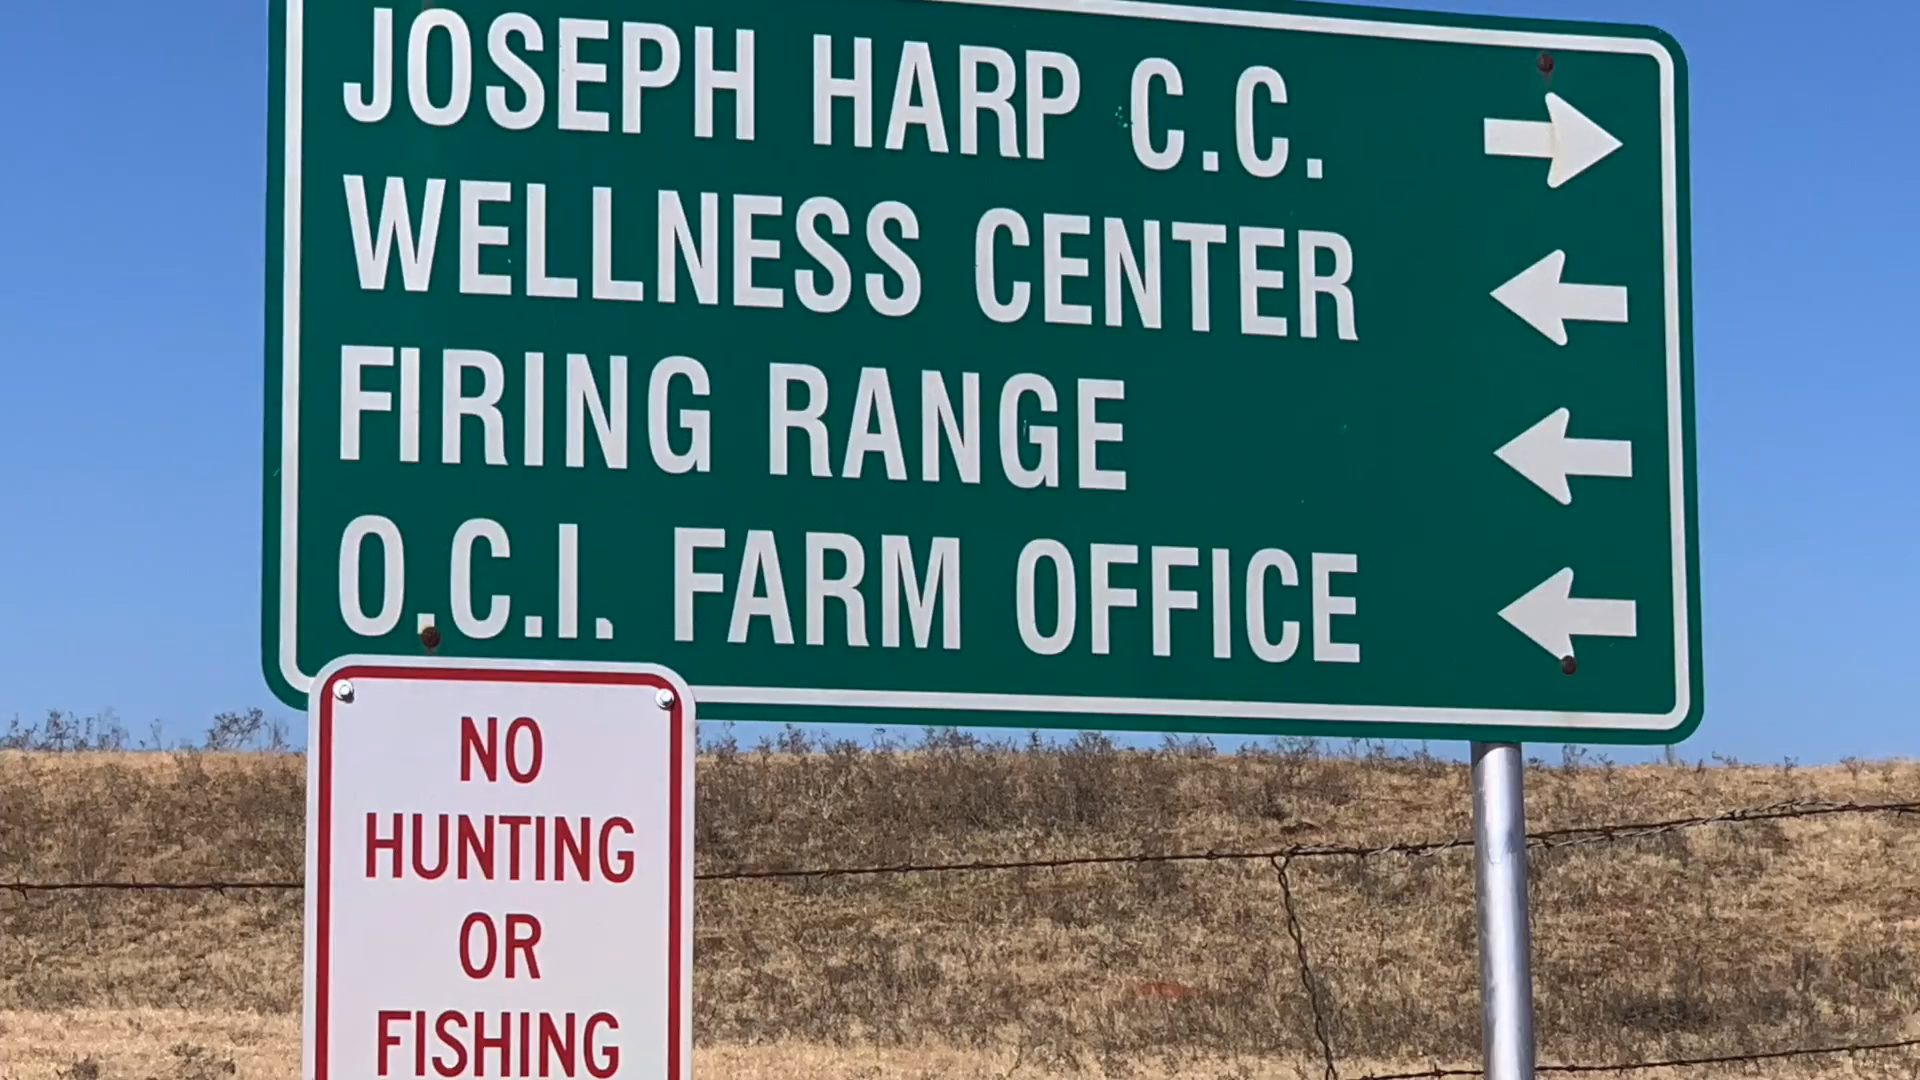 JOSEPH HARP C.C.
WELLNESS CENTER
FIRING RANGE
O.C.I. FARM OFFICE
NO
HUNTING
OR
FISHING